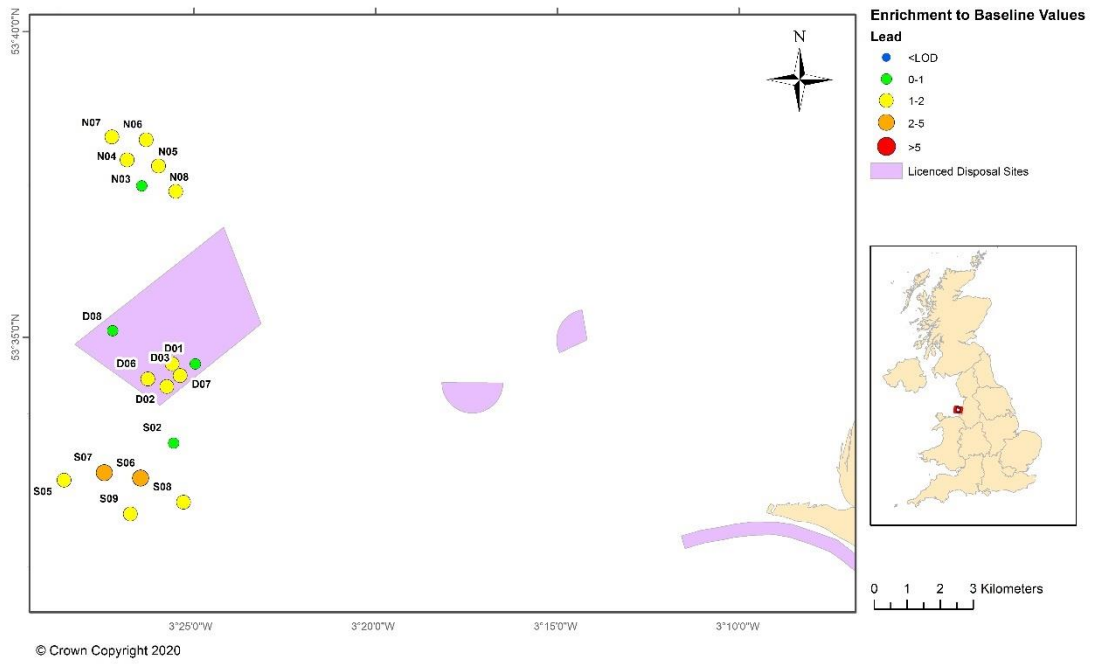 Enrichment to Baseline Values
Lead
<LOD
0-1
1-2
2-5
>5
Licenced Disposal Sites
N
53°40'0"N
53°35'0"N
N07
N06
N04
N05
N03
N08
D08
D01
D03
D06
D07
D02
S02
S07
S06
S05
S08
S09
0 1 2 3 Kilometers
3°25'0"W
3°20'0"W
3°15'0"W
3°10'0"W
© Crown Copyright 2020